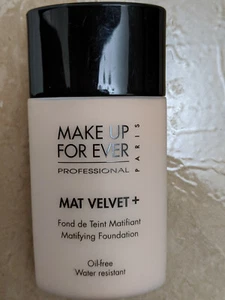 MAKE UP
FOR EVER
PROFESSIONAL
PARIS
MAT VELVET+
Fond de Teint Matifiant
Matifying Foundation
Oil-free
Water resistant